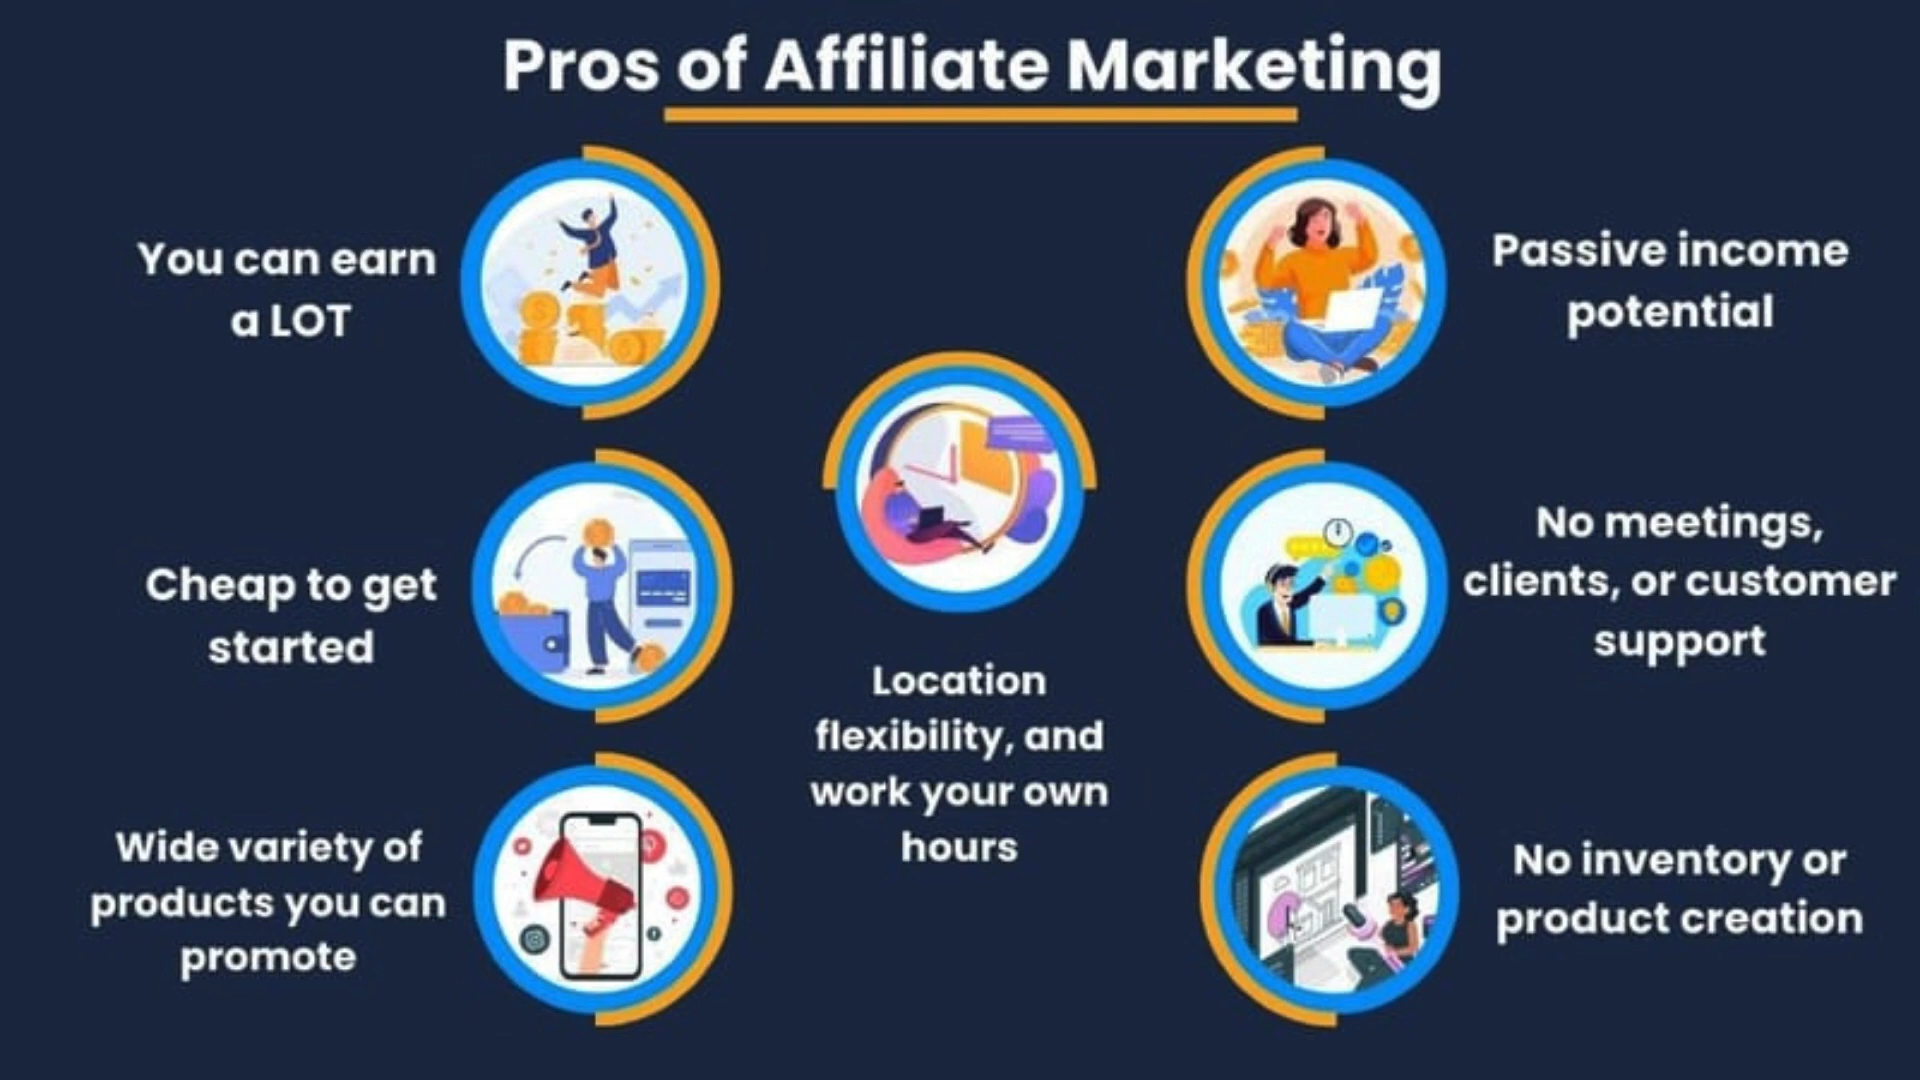 Pros of Affiliate Marketing
You can earn
a LOT
Cheap to get
started
Wide variety of
products you can
promote
Location
flexibility, and
work your own
hours
Passive income
potential
No meetings,
clients, or customer
support
No inventory or
product creation